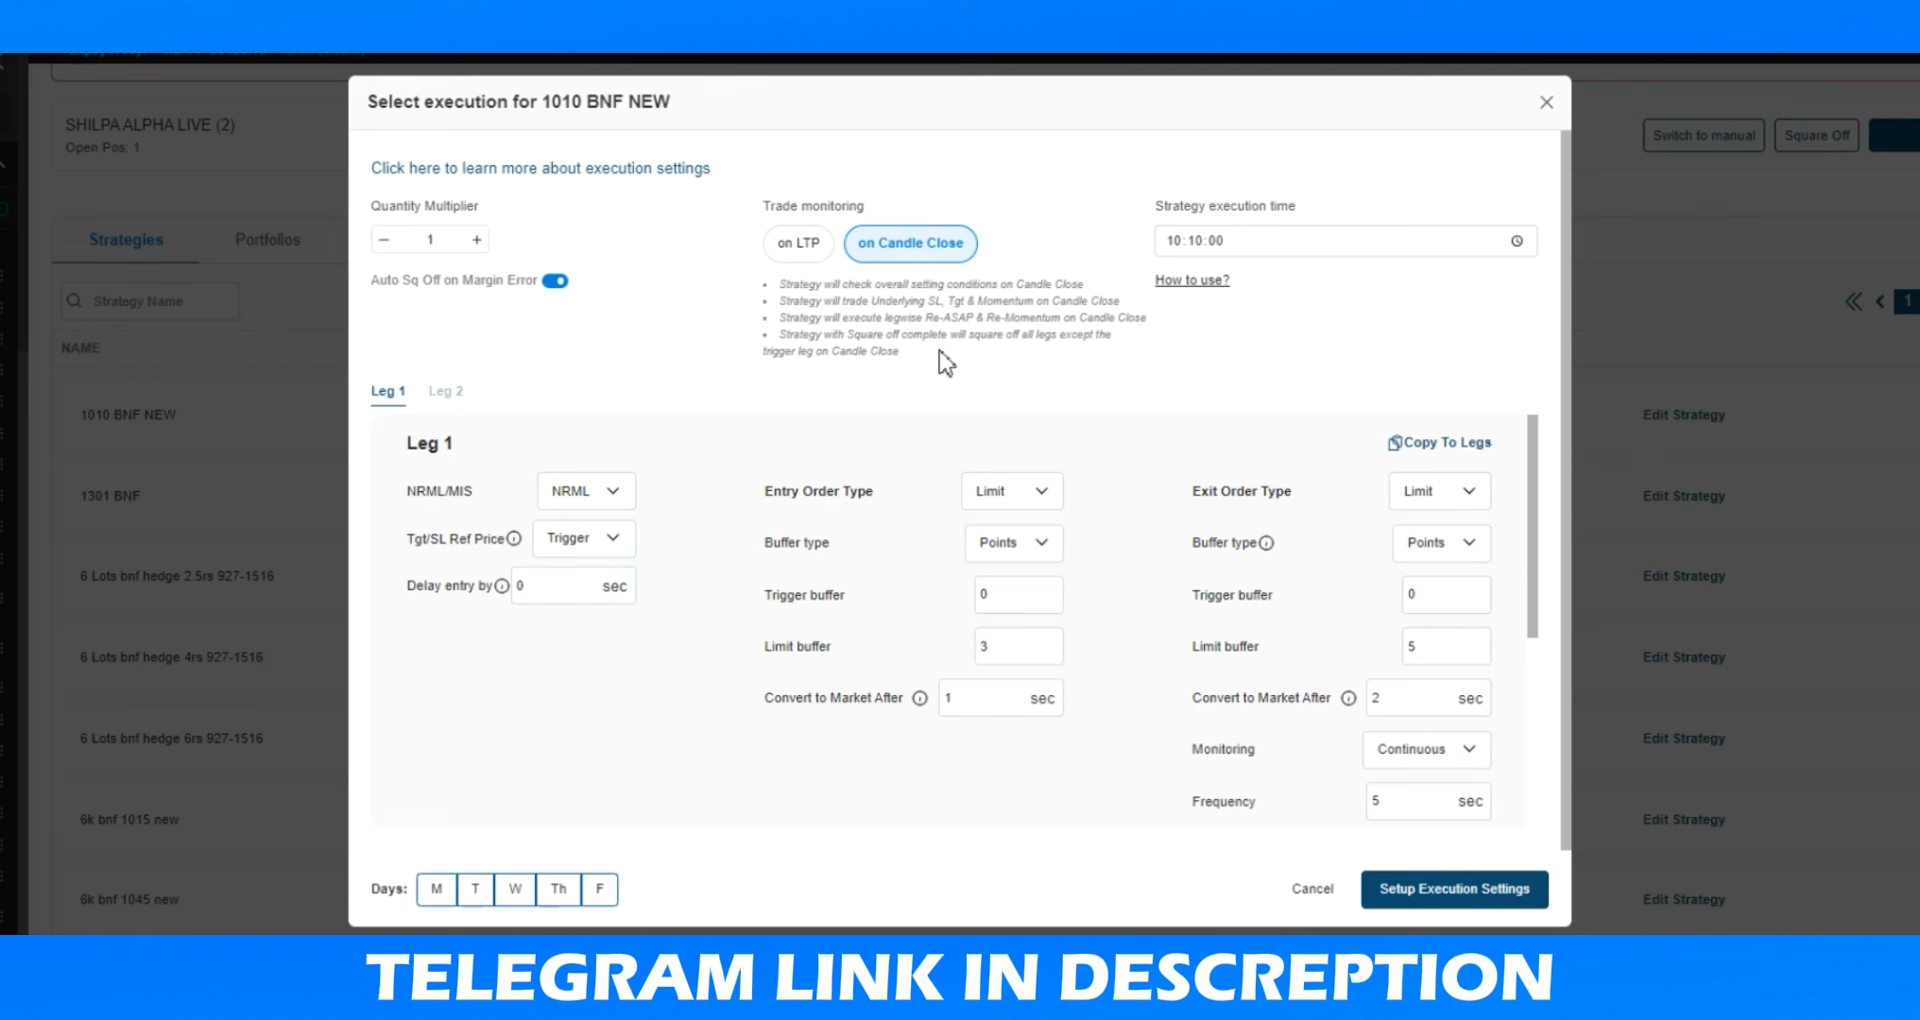 Select execution for 1010 BNF NEW
SHILPA ALPHA LIVE (2)
Open Pos: 1
Switch to manual
Square Off
Click here to learn more about execution settings
Quantity Multiplier
Trade monitoring
Strategy execution time
− 1 +
on LTP
on Candle Close
10:10:00
Strategies
Portfolios
Auto Sq Off on Margin Error
• Strategy will check overall setting conditions on Candle Close
• Strategy will trade Underlying SL, Tgt & Momentum on Candle Close
• Strategy will execute legwise Re-ASAP & Re-Momentum on Candle Close
• Strategy with Square off complete will square off all legs except the
trigger leg on Candle Close
How to use?
Strategy Name
1
NAME
Leg 1
Leg 2
1010 BNF NEW
Edit Strategy
Leg 1
Copy To Legs
NRML/MIS
NRML
Entry Order Type
Limit
Exit Order Type
Limit
1301 BNF
Edit Strategy
Tgt/SL Ref Price
Trigger
Buffer type
Points
Buffer type
Points
Delay entry by
0 sec
Trigger buffer
0
Trigger buffer
0
6 Lots bnf hedge 2.5rs 927-1516
Edit Strategy
Limit buffer
3
Limit buffer
5
6 Lots bnf hedge 4rs 927-1516
Edit Strategy
Convert to Market After
1 sec
Convert to Market After
2 sec
6 Lots bnf hedge 6rs 927-1516
Edit Strategy
Monitoring
Continuous
Frequency
5 sec
6k bnf 1015 new
Edit Strategy
Days:
M T W Th F
Cancel
Setup Execution Settings
6k bnf 1045 new
Edit Strategy
TELEGRAM LINK IN DESCREPTION